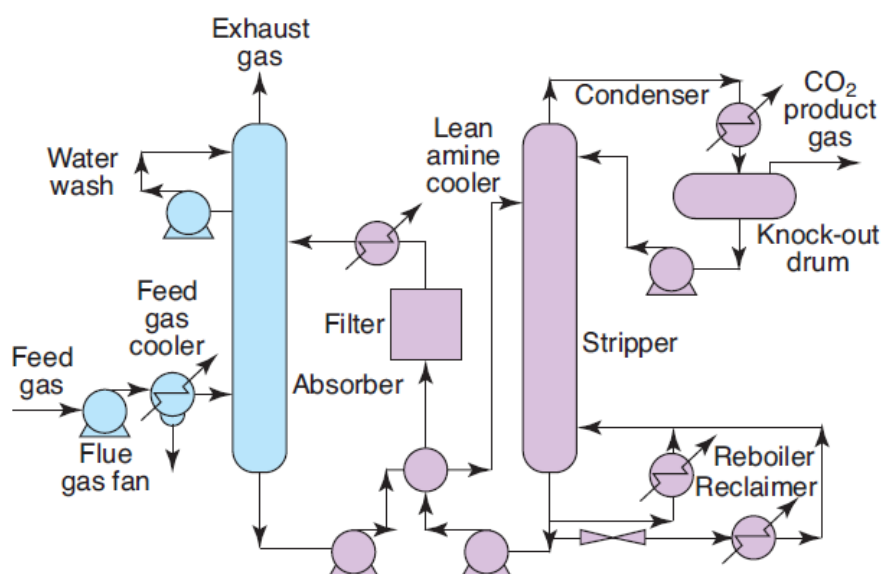 Exhaust
gas
Condenser
CO₂
product
gas
Water
wash
Lean
amine
cooler
Knock-out
drum
Feed
gas
cooler
Filter
Stripper
Feed
gas
Absorber
Flue
gas fan
Reboiler
Reclaimer